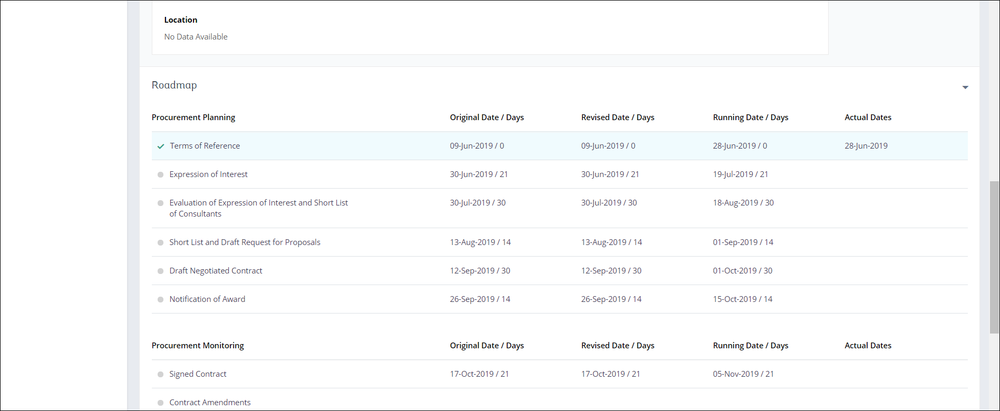 Location
No Data Available
Roadmap
Procurement Planning Original Date / Days Revised Date / Days Running Date / Days Actual Dates
Terms of Reference 09-Jun-2019 / 0 09-Jun-2019 / 0 28-Jun-2019 / 0 28-Jun-2019
Expression of Interest 30-Jun-2019 / 21 30-Jun-2019 / 21 19-Jul-2019 / 21
Evaluation of Expression of Interest and Short List 30-Jul-2019 / 30 30-Jul-2019 / 30 18-Aug-2019 / 30
of Consultants
Short List and Draft Request for Proposals 13-Aug-2019 / 14 13-Aug-2019 / 14 01-Sep-2019 / 14
Draft Negotiated Contract 12-Sep-2019 / 30 12-Sep-2019 / 30 01-Oct-2019 / 30
Notification of Award 26-Sep-2019 / 14 26-Sep-2019 / 14 15-Oct-2019 / 14
Procurement Monitoring Original Date / Days Revised Date / Days Running Date / Days Actual Dates
Signed Contract 17-Oct-2019 / 21 17-Oct-2019 / 21 05-Nov-2019 / 21
Contract Amendments